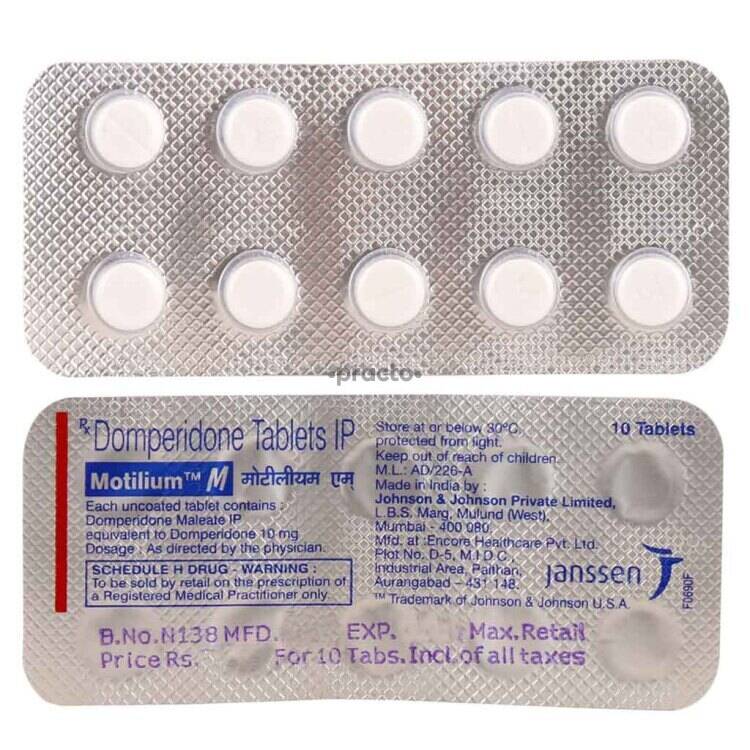 •practo•
Rx Domperidone Tablets IP
Motilium™ M मोटीलीयम एम्
Each uncoated tablet contains :
Domperidone Maleate IP
equivalent to Domperidone 10 mg
Dosage : As directed by the physician.
SCHEDULE H DRUG - WARNING :
To be sold by retail on the prescription of
a Registered Medical Practitioner only.
Store at or below 30°C,
protected from light.
Keep out of reach of children.
M.L.: AD/226-A
Made in India by :
Johnson & Johnson Private Limited,
L.B.S. Marg, Mulund (West),
Mumbai - 400 080
Mfd. at :Encore Healthcare Pvt. Ltd.
Plot No. D-5, M.I.D.C.
Industrial Area, Paithan,
Aurangabad - 431 148.
™ Trademark of Johnson & Johnson U.S.A.
10 Tablets
janssen
F0690F
B.No.N138 MFD. EXP. Max.Retail
Price Rs. For 10 Tabs.Incl.of all taxes